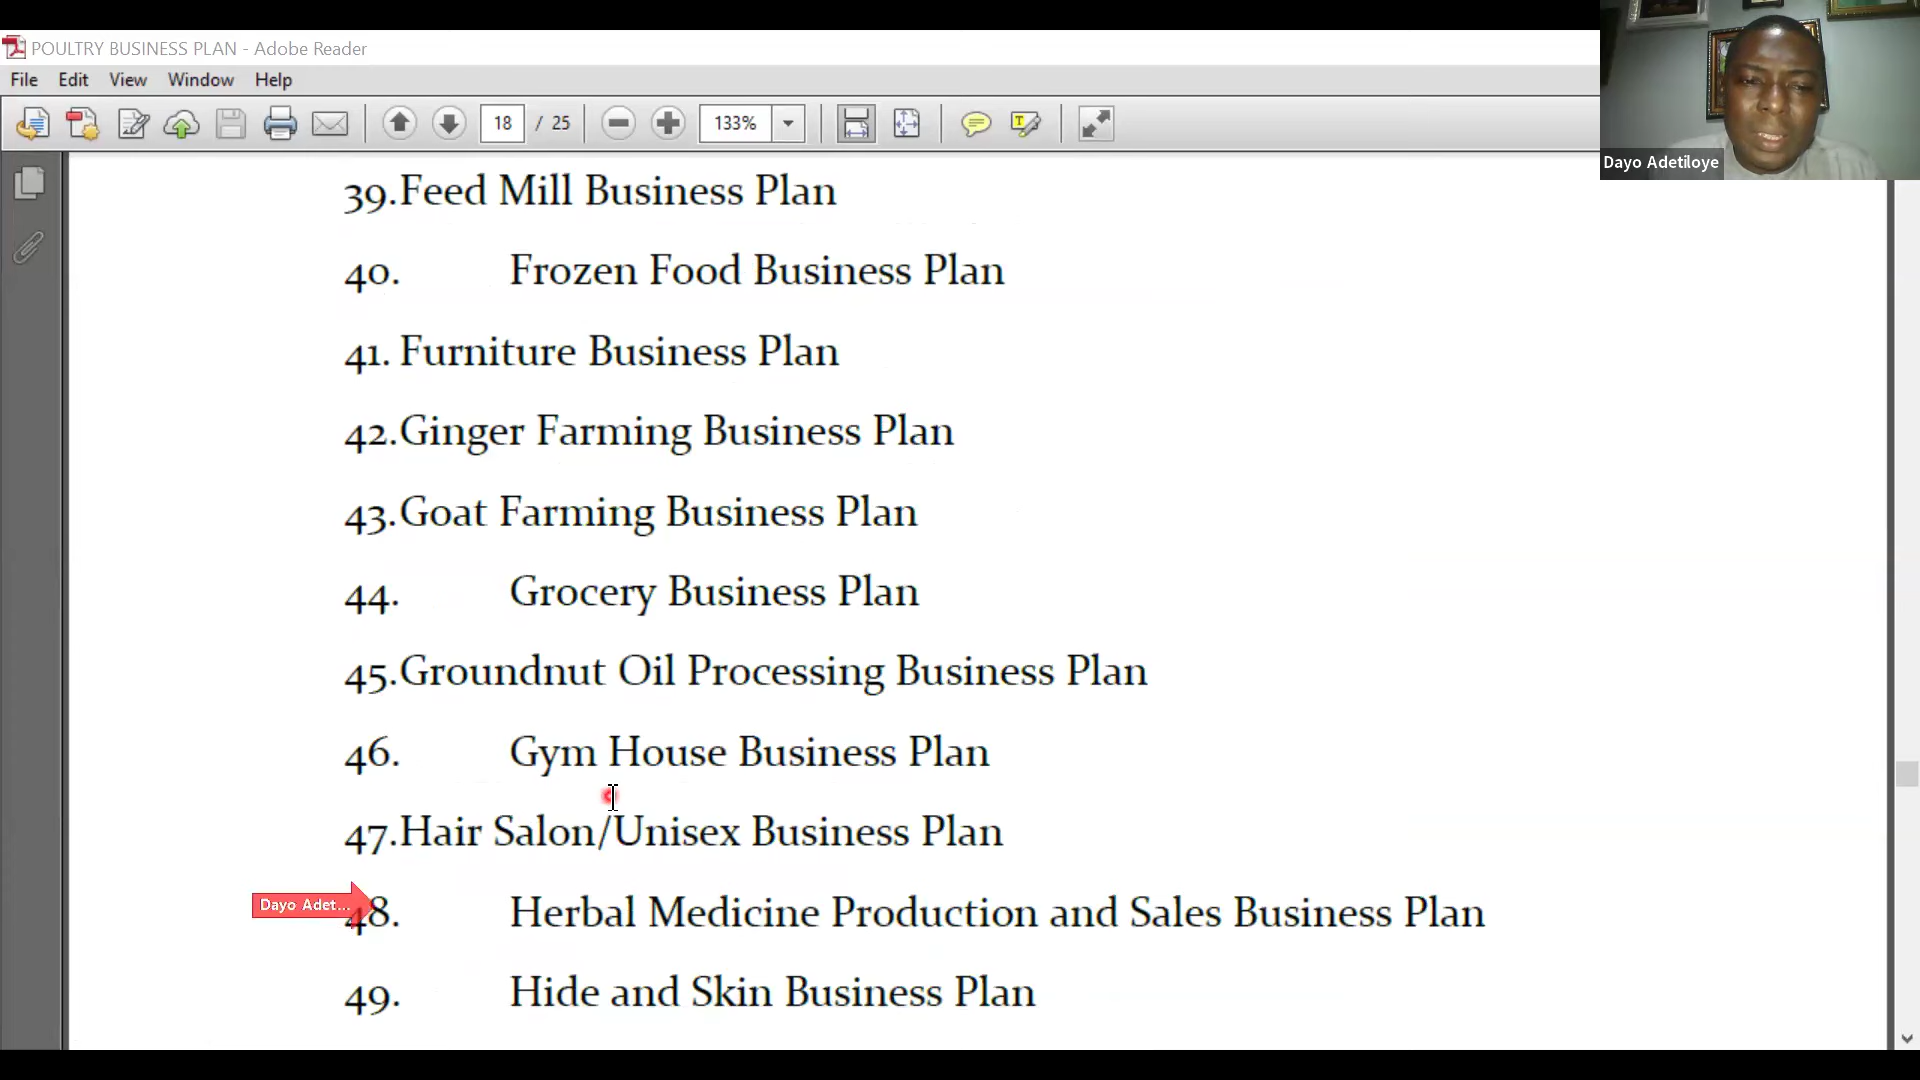 POULTRY BUSINESS PLAN - Adobe Reader
File Edit View Window Help
18 / 25 133%
Dayo Adetiloye
39.Feed Mill Business Plan
40. Frozen Food Business Plan
41. Furniture Business Plan
42.Ginger Farming Business Plan
43.Goat Farming Business Plan
44. Grocery Business Plan
45.Groundnut Oil Processing Business Plan
46. Gym House Business Plan
47.Hair Salon/Unisex Business Plan
Dayo Adet...
48. Herbal Medicine Production and Sales Business Plan
49. Hide and Skin Business Plan